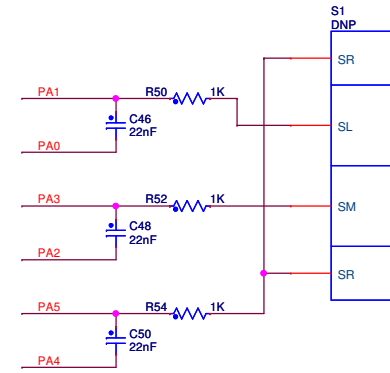 S1
DNP
SR
PA1
R50 1K
C46
22nF
SL
PA0
PA3
R52 1K
SM
C48
22nF
PA2
SR
PA5
R54 1K
C50
22nF
PA4